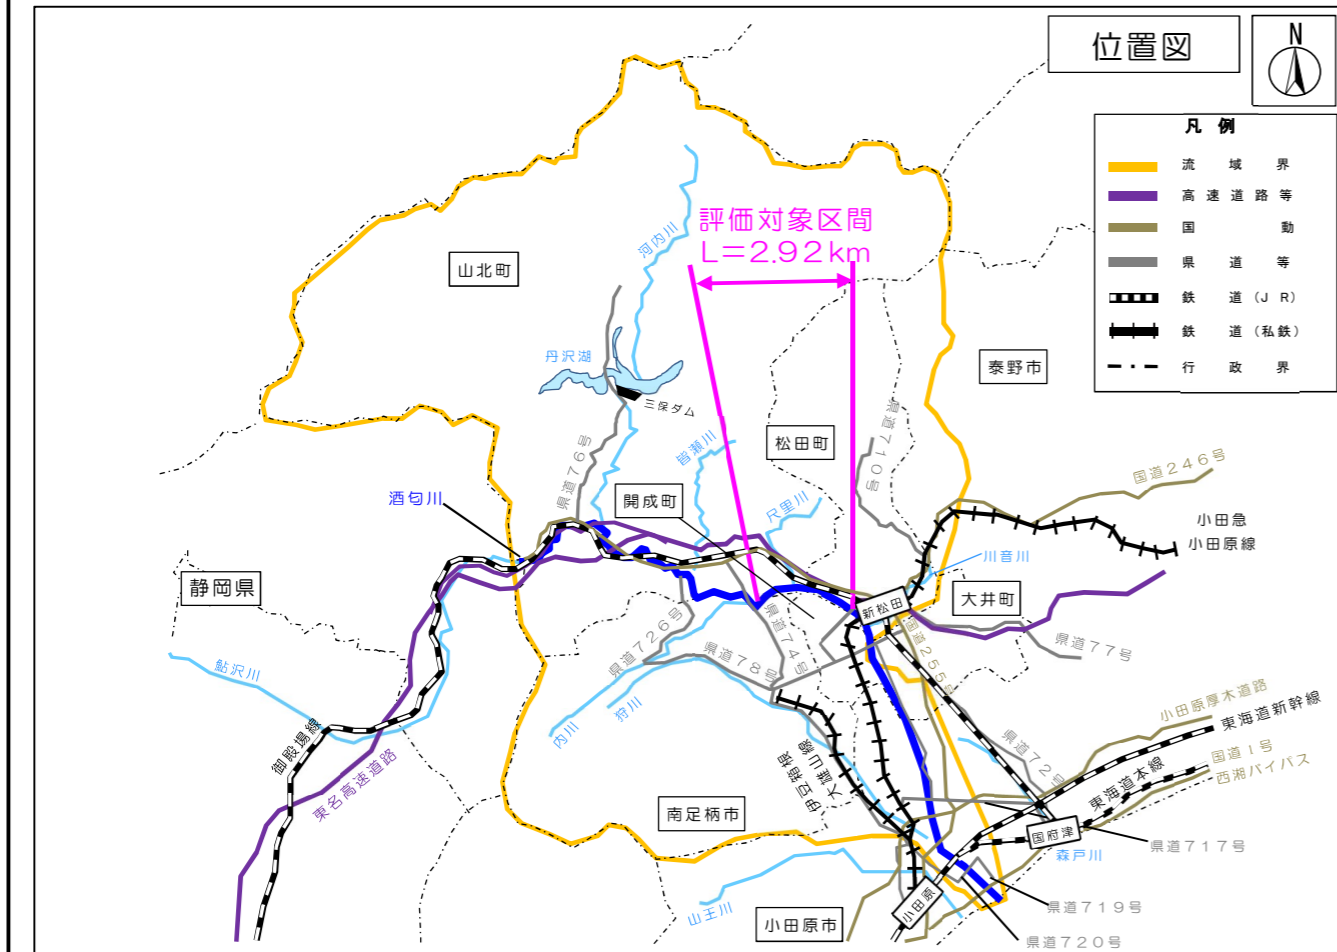 位置図
N
凡例
流域界
高速道路等
国動
県道等
鉄道（ＪＲ）
鉄道（私鉄）
行政界
評価対象区間
L＝2.92km
河内川
山北町
丹沢湖
三保ダム
泰野市
県道710号
松田町
皆瀬川
県道76号
開成町
尺里川
国道246号
酒匂川
小田急
小田原線
川音川
静岡県
大井町
新松田
県道77号
国道255号
県道726号
県道74号
県道78号
鮎沢川
狩川
内川
小田原厚木道路
東海道新幹線
国道1号
西湘バイパス
東海道本線
県道72号
御殿場線
東名高速道路
伊豆箱根
大雄山線
南足柄市
国府津
県道717号
森戸川
山王川
小田原
小田原市
県道719号
県道720号